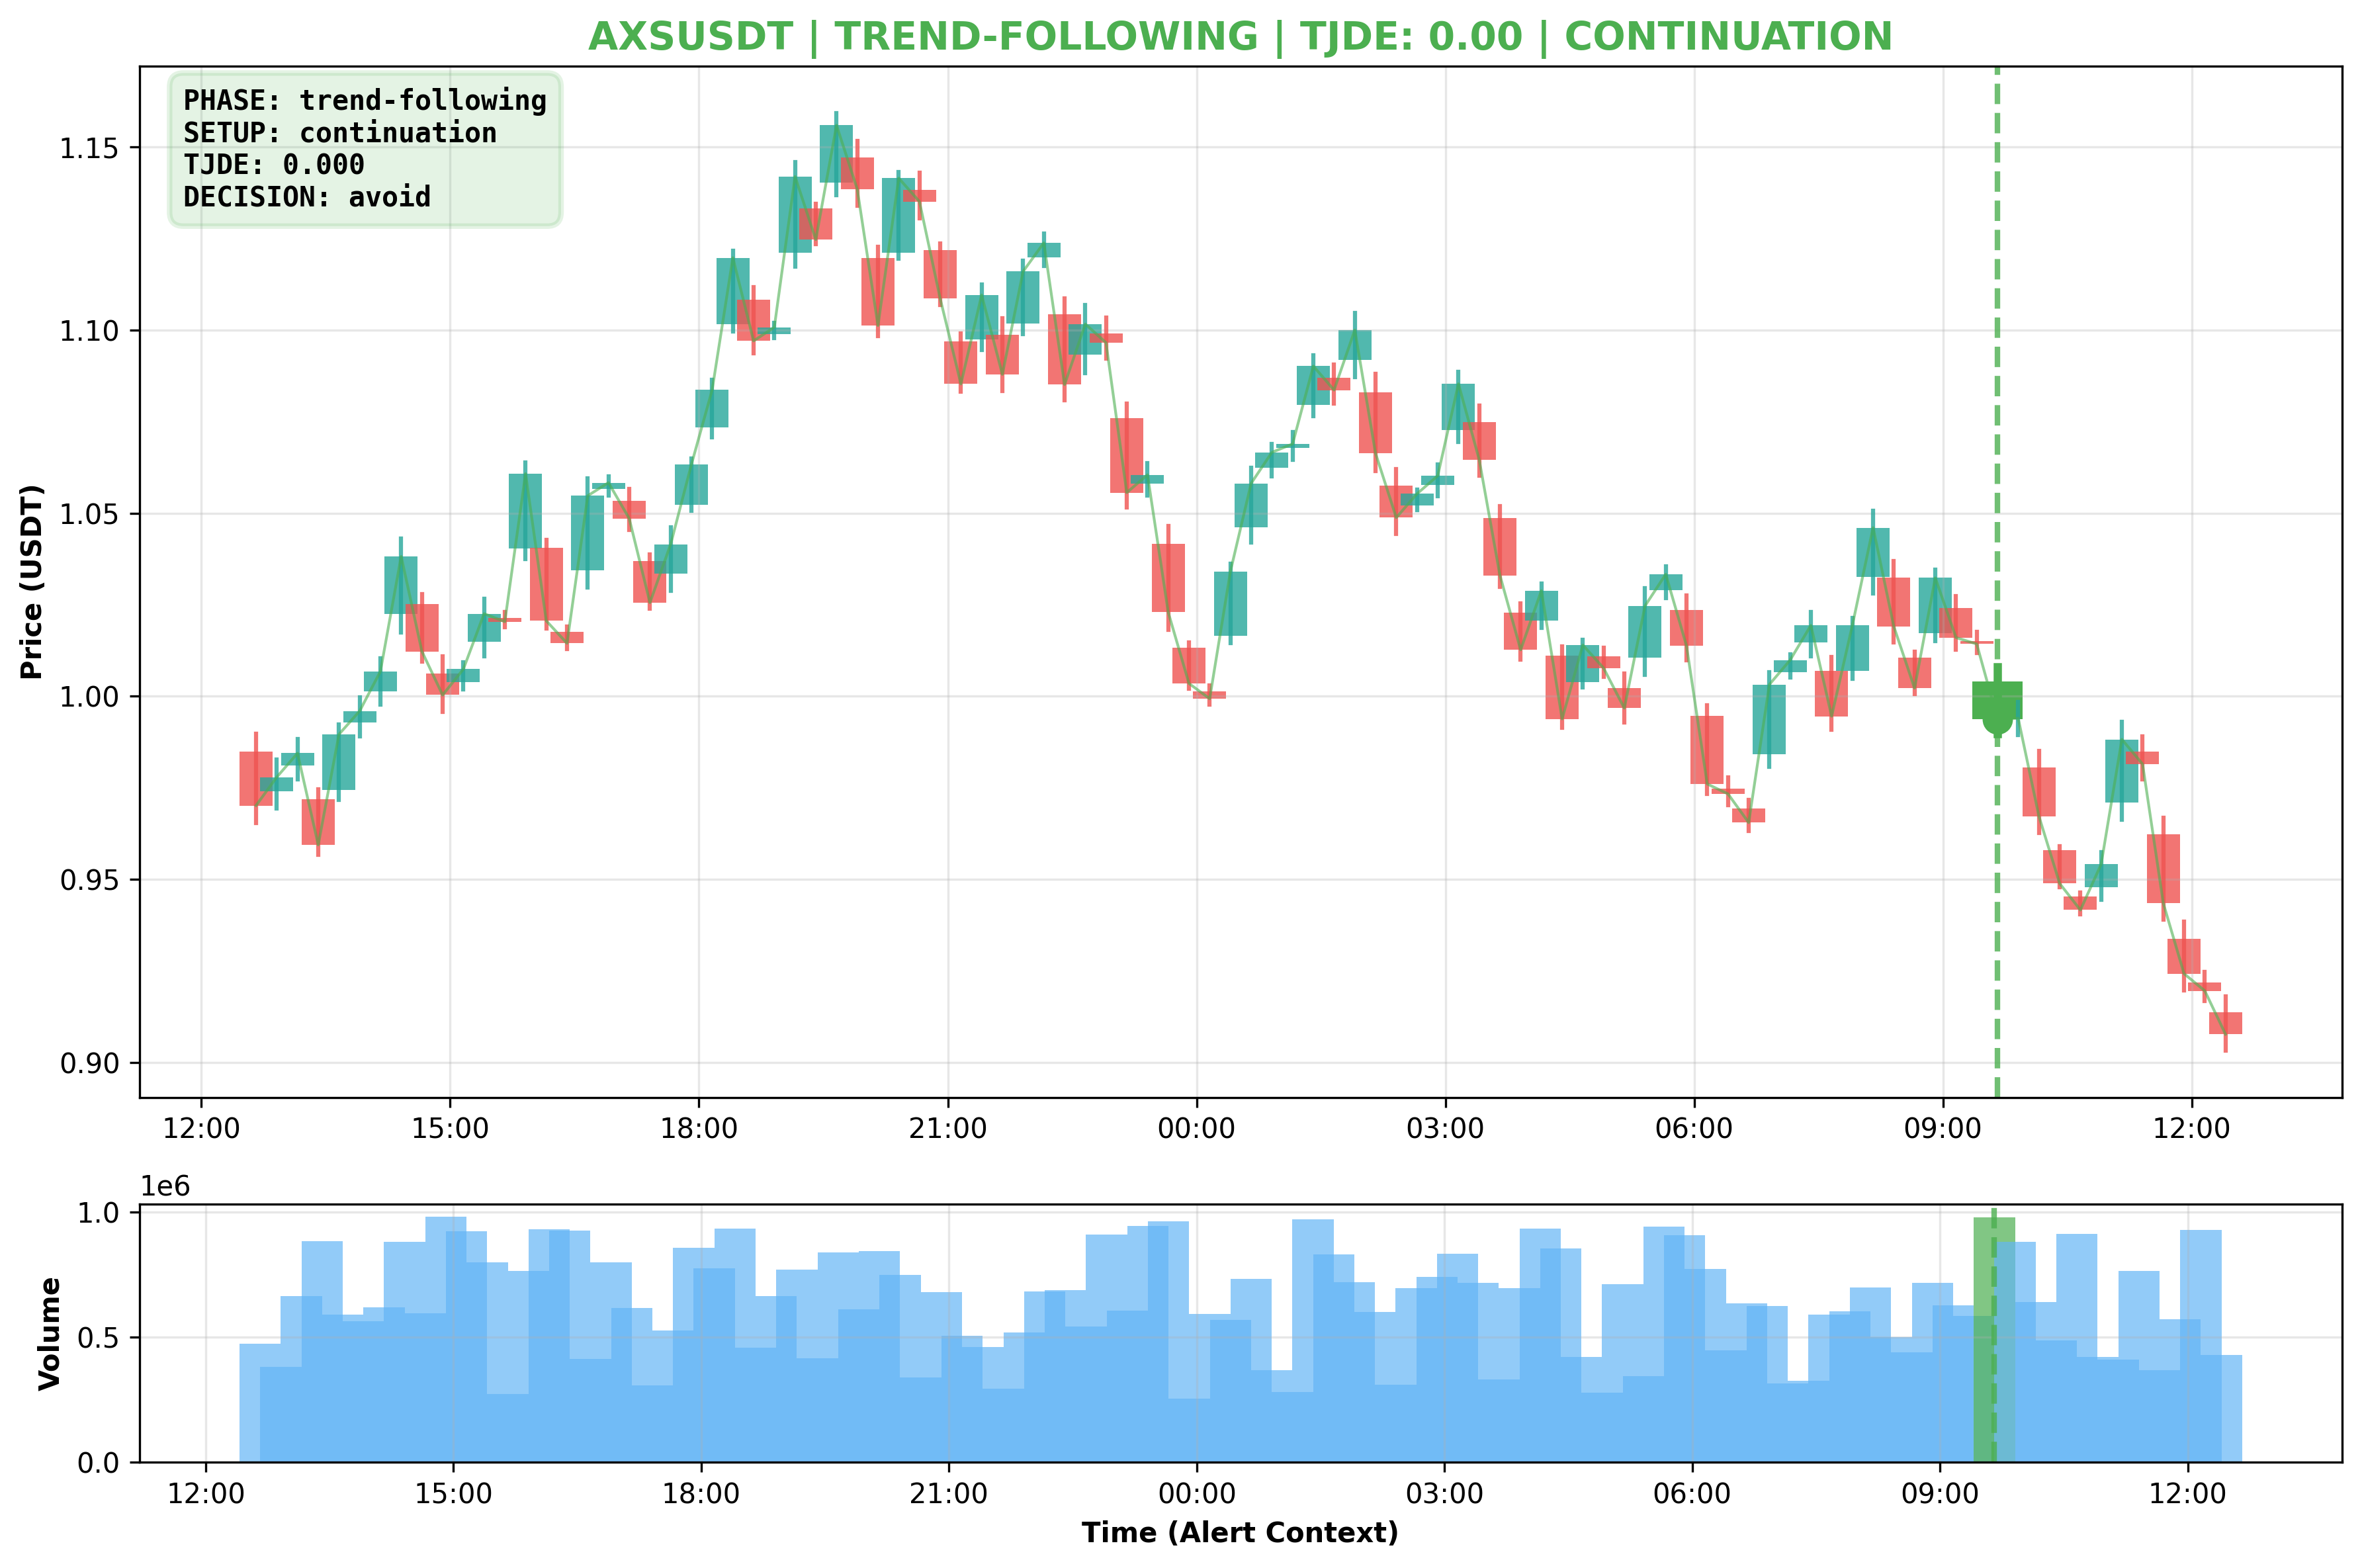 AXSUSDT | TREND-FOLLOWING | TJDE: 0.00 | CONTINUATION
PHASE: trend-following
SETUP: continuation
TJDE: 0.000
DECISION: avoid
Price (USDT)
1.15
1.10
1.05
1.00
0.95
0.90
12:00 15:00 18:00 21:00 00:00 03:00 06:00 09:00 12:00
1e6
Volume
1.0
0.5
0.0
12:00 15:00 18:00 21:00 00:00 03:00 06:00 09:00 12:00
Time (Alert Context)